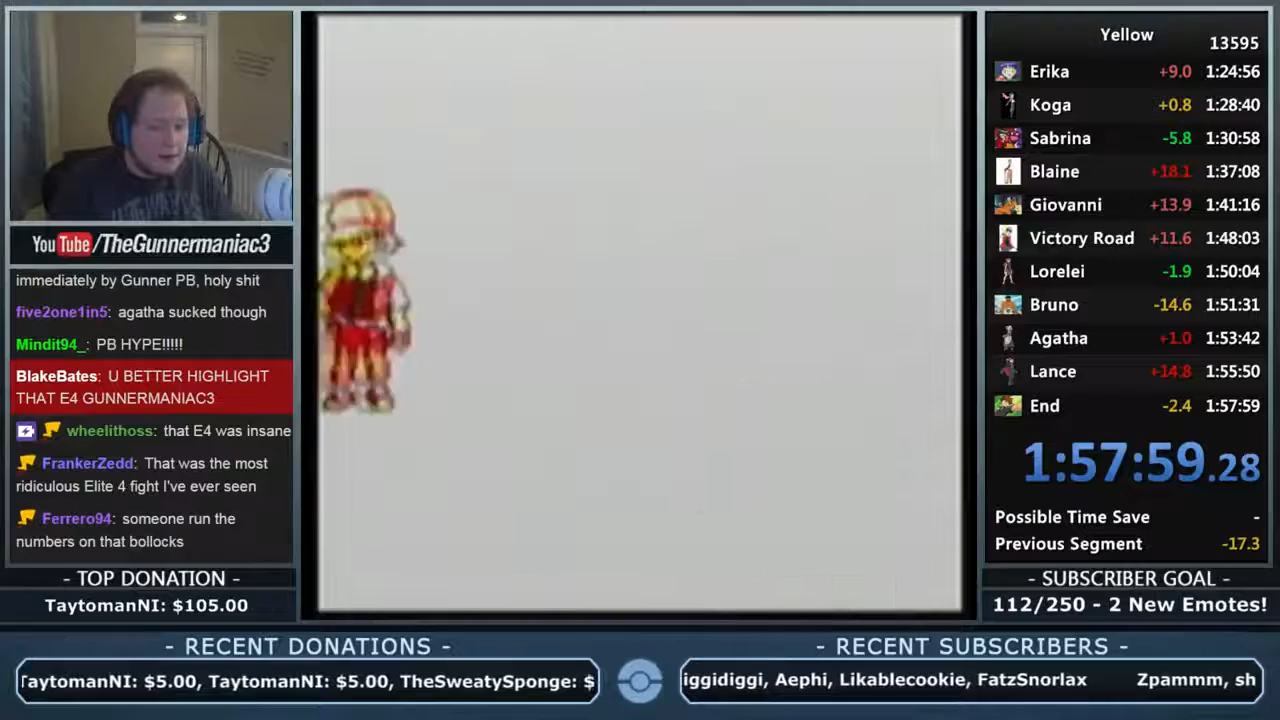 YouTube/TheGunnermaniac3
immediately by Gunner PB, holy shit
five2one1in5: agatha sucked though
Mindit94_: PB HYPE!!!!!
BlakeBates: U BETTER HIGHLIGHT
THAT E4 GUNNERMANIAC3
wheelithoss: that E4 was insane
FrankerZedd: That was the most
ridiculous Elite 4 fight I've ever seen
Ferrero94: someone run the
numbers on that bollocks
- TOP DONATION -
TaytomanNI: $105.00
Yellow
13595
Erika +9.0 1:24:56
Koga +0.8 1:28:40
Sabrina -5.8 1:30:58
Blaine +18.1 1:37:08
Giovanni +13.9 1:41:16
Victory Road +11.6 1:48:03
Lorelei -1.9 1:50:04
Bruno -14.6 1:51:31
Agatha +1.0 1:53:42
Lance +14.8 1:55:50
End -2.4 1:57:59
1:57:59.28
Possible Time Save -
Previous Segment -17.3
- SUBSCRIBER GOAL -
112/250 - 2 New Emotes!
- RECENT DONATIONS -
TaytomanNI: $5.00, TaytomanNI: $5.00, TheSweatySponge: $
- RECENT SUBSCRIBERS -
iggidiggi, Aephi, Likablecookie, FatzSnorlax Zpammm, sh